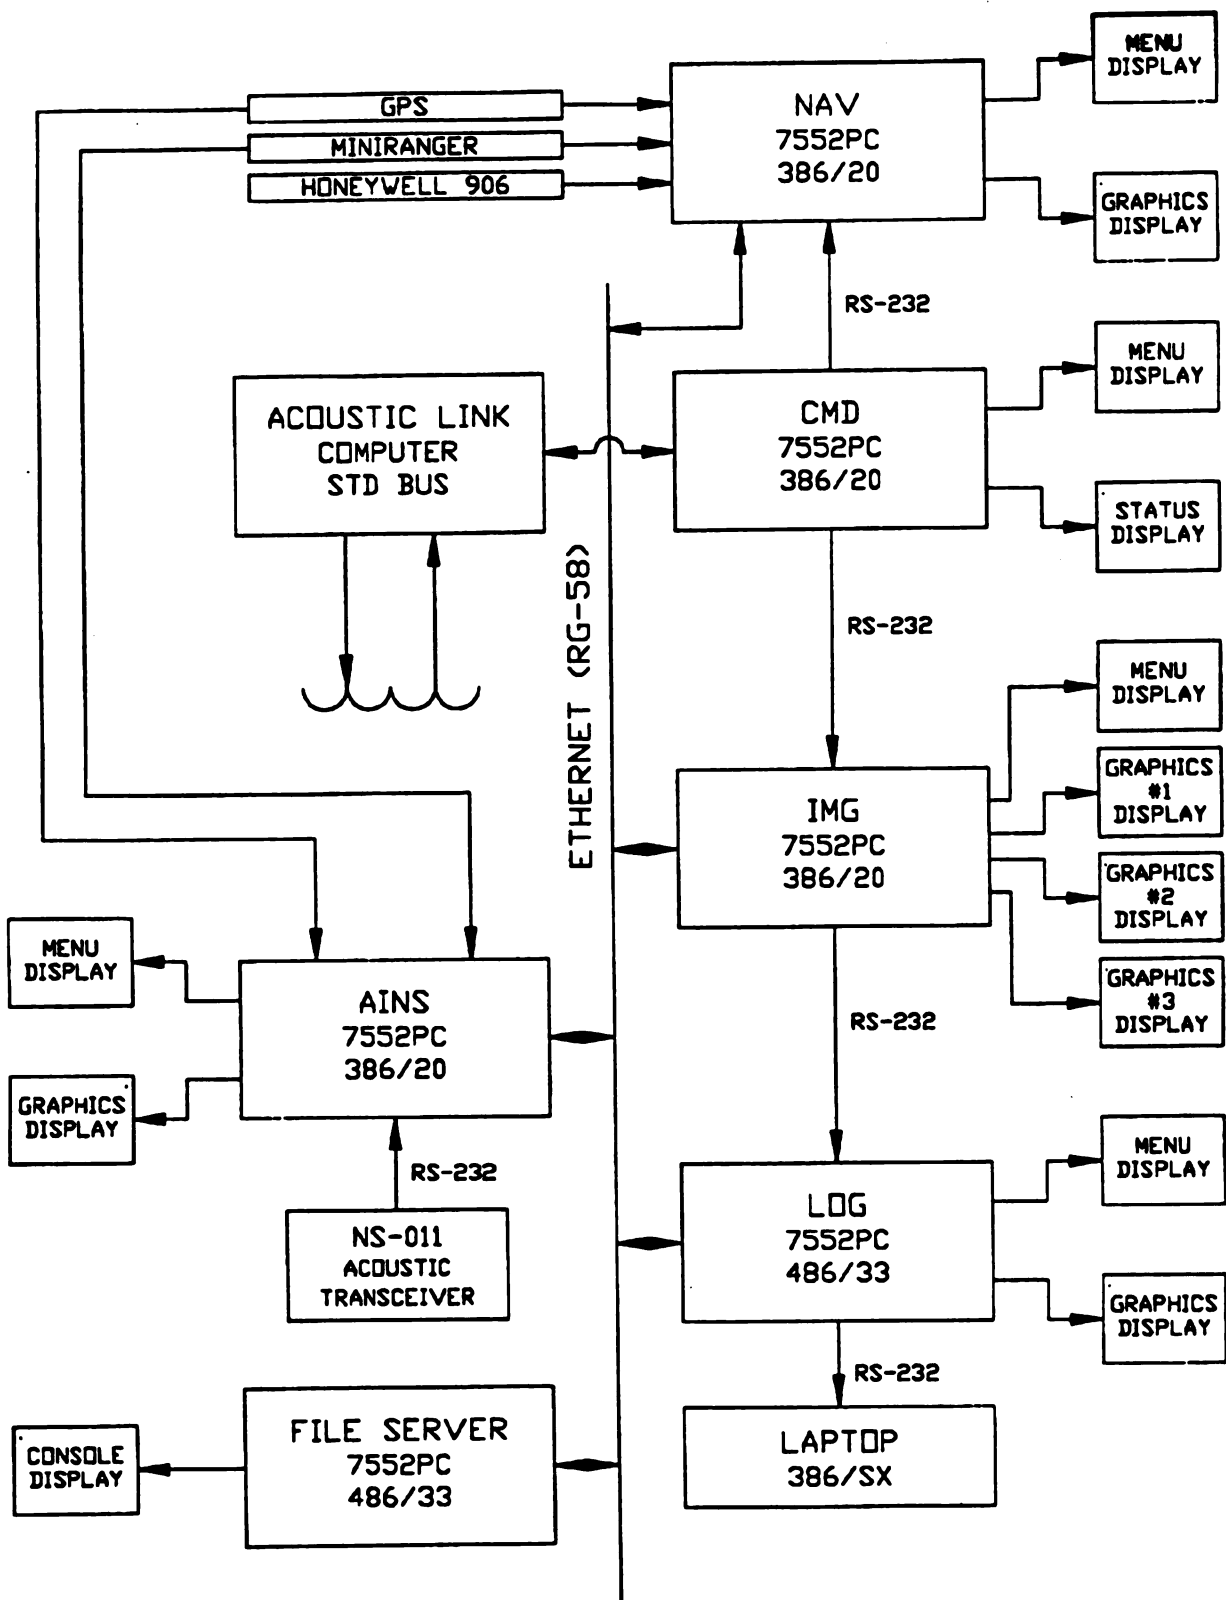 MENU
DISPLAY
GPS
MINIRANGER
HONEYWELL 906
NAV
7552PC
386/20
GRAPHICS
DISPLAY
RS-232
MENU
DISPLAY
ACOUSTIC LINK
COMPUTER
STD BUS
CMD
7552PC
386/20
STATUS
DISPLAY
ETHERNET (RG-58)
RS-232
MENU
DISPLAY
GRAPHICS
#1
DISPLAY
IMG
7552PC
386/20
GRAPHICS
#2
DISPLAY
GRAPHICS
#3
DISPLAY
MENU
DISPLAY
AINS
7552PC
386/20
RS-232
GRAPHICS
DISPLAY
RS-232
MENU
DISPLAY
NS-011
ACOUSTIC
TRANSCEIVER
LOG
7552PC
486/33
GRAPHICS
DISPLAY
RS-232
CONSOLE
DISPLAY
FILE SERVER
7552PC
486/33
LAPTOP
386/SX